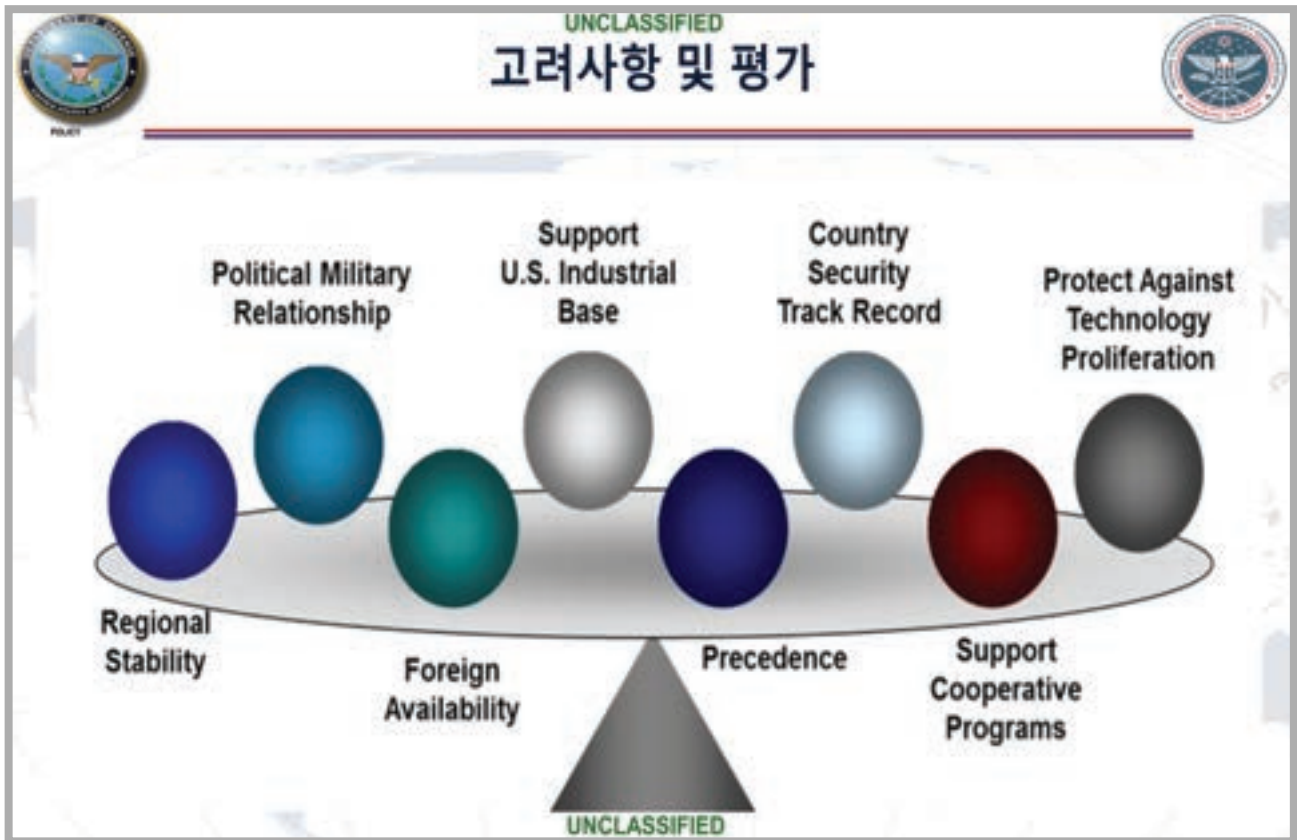 UNCLASSIFIED
고려사항 및 평가
POLICY
Political Military
Relationship
Support
U.S. Industrial
Base
Country
Security
Track Record
Protect Against
Technology
Proliferation
Regional
Stability
Foreign
Availability
Precedence
Support
Cooperative
Programs
UNCLASSIFIED